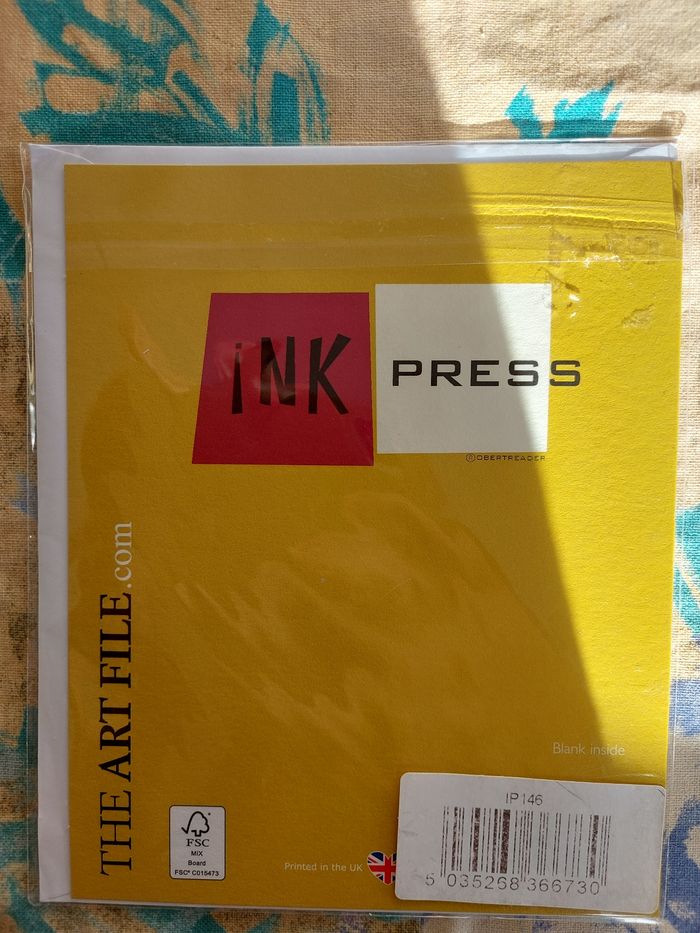 iNK PRESS
®OBERTREADER
THE ART FILE.com
Blank inside
IP146
5 035268 366730
FSC
MIX
Board
FSC® C015473
Printed in the UK